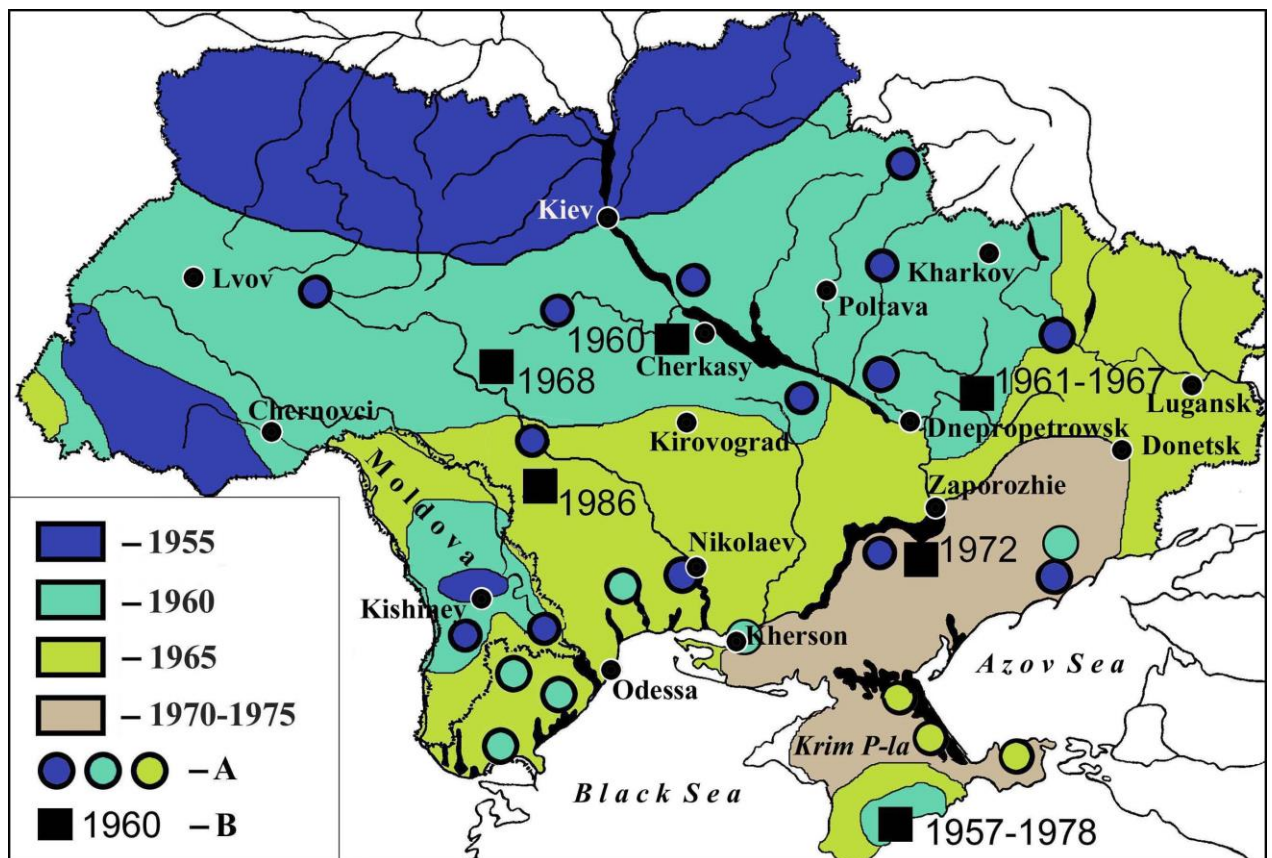 Kiev
Lvov
Kharkov
Poltava
1960
Cherkasy
1968
1961-1967
Lugansk
Chernovci
Kirovograd
Dnepropetrowsk
Donetsk
Moldova
1986
Zaporozhie
Nikolaev
1972
Kishinev
Kherson
Odessa
Azov Sea
Krim P-la
Black Sea
1957-1978
– 1955
– 1960
– 1965
– 1970-1975
– A
1960 – B